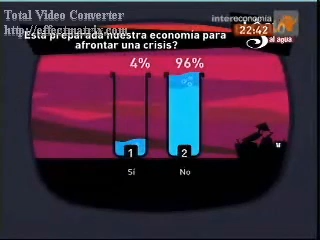 Total Video Converter
http://effectmatrix.com
intereconomía
22:42
al agua
Está preparada nuestra economía para
afrontar una crisis?
4% 96%
1 2
Sí No